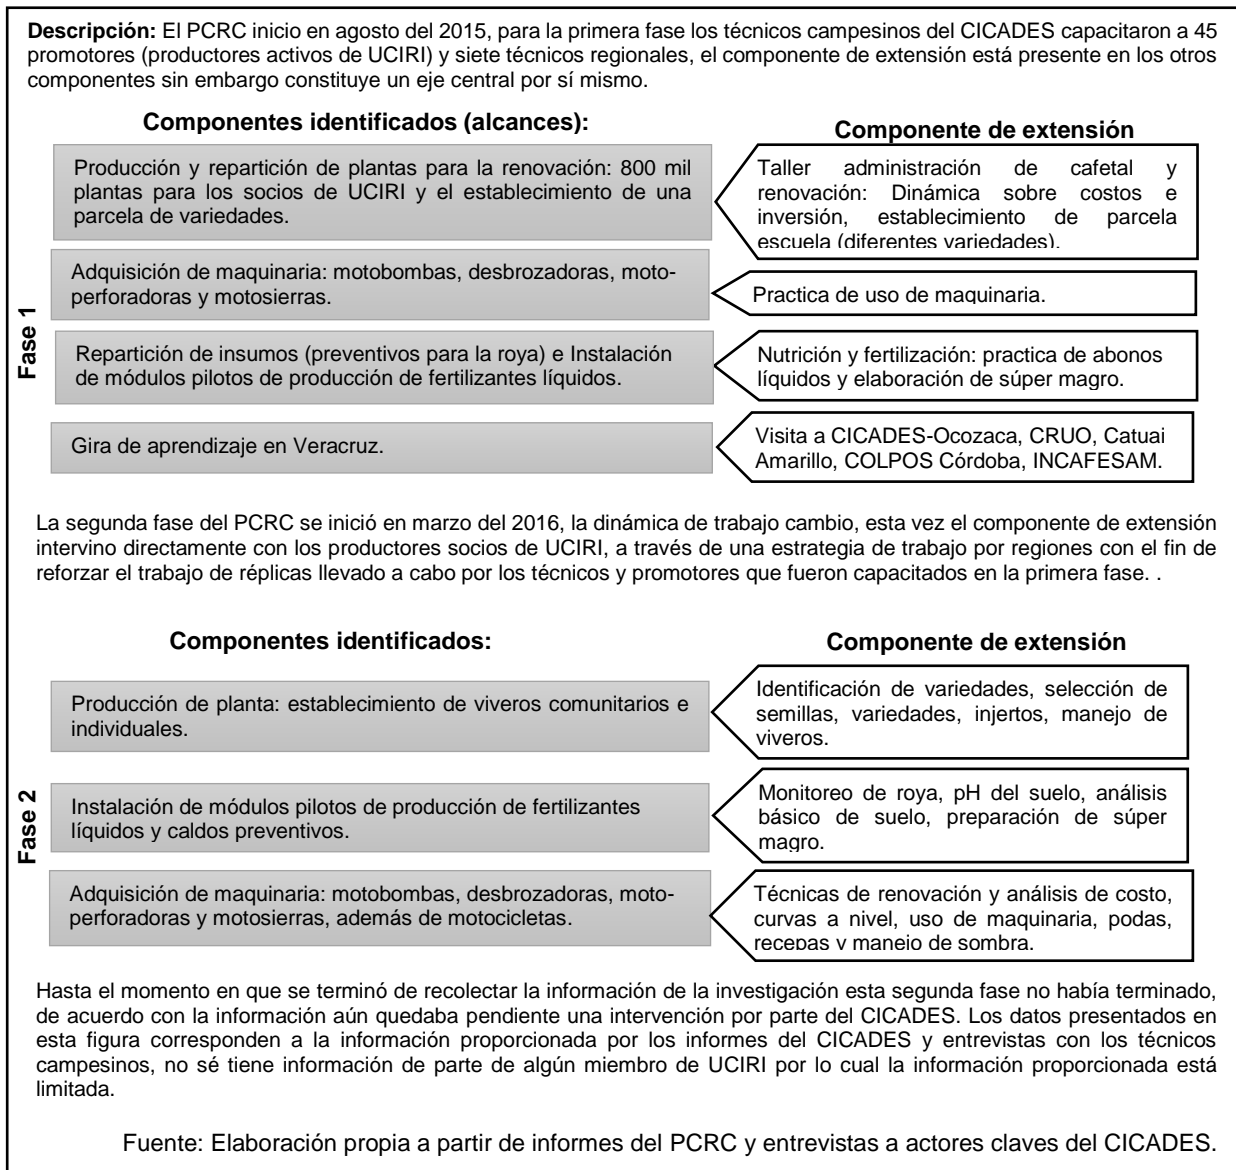 Descripción: El PCRC inicio en agosto del 2015, para la primera fase los técnicos campesinos del CICADES capacitaron a 45
promotores (productores activos de UCIRI) y siete técnicos regionales, el componente de extensión está presente en los otros
componentes sin embargo constituye un eje central por sí mismo.
Componentes identificados (alcances):
Componente de extensión
Fase 1
Producción y repartición de plantas para la renovación: 800 mil
plantas para los socios de UCIRI y el establecimiento de una
parcela de variedades.
Taller administración de cafetal y
renovación: Dinámica sobre costos e
inversión, establecimiento de parcela
escuela (diferentes variedades).
Adquisición de maquinaria: motobombas, desbrozadoras, moto-
perforadoras y motosierras.
Practica de uso de maquinaria.
Repartición de insumos (preventivos para la roya) e Instalación
de módulos pilotos de producción de fertilizantes líquidos.
Nutrición y fertilización: practica de abonos
líquidos y elaboración de súper magro.
Gira de aprendizaje en Veracruz.
Visita a CICADES-Ocozaca, CRUO, Catuai
Amarillo, COLPOS Córdoba, INCAFESAM.
La segunda fase del PCRC se inició en marzo del 2016, la dinámica de trabajo cambio, esta vez el componente de extensión
intervino directamente con los productores socios de UCIRI, a través de una estrategia de trabajo por regiones con el fin de
reforzar el trabajo de réplicas llevado a cabo por los técnicos y promotores que fueron capacitados en la primera fase. .
Componentes identificados:
Componente de extensión
Fase 2
Producción de planta: establecimiento de viveros comunitarios e
individuales.
Identificación de variedades, selección de
semillas, variedades, injertos, manejo de
viveros.
Instalación de módulos pilotos de producción de fertilizantes
líquidos y caldos preventivos.
Monitoreo de roya, pH del suelo, análisis
básico de suelo, preparación de súper
magro.
Adquisición de maquinaria: motobombas, desbrozadoras, moto-
perforadoras y motosierras, además de motocicletas.
Técnicas de renovación y análisis de costo,
curvas a nivel, uso de maquinaria, podas,
recepas y manejo de sombra.
Hasta el momento en que se terminó de recolectar la información de la investigación esta segunda fase no había terminado,
de acuerdo con la información aún quedaba pendiente una intervención por parte del CICADES. Los datos presentados en
esta figura corresponden a la información proporcionada por los informes del CICADES y entrevistas con los técnicos
campesinos, no sé tiene información de parte de algún miembro de UCIRI por lo cual la información proporcionada está
limitada.
Fuente: Elaboración propia a partir de informes del PCRC y entrevistas a actores claves del CICADES.